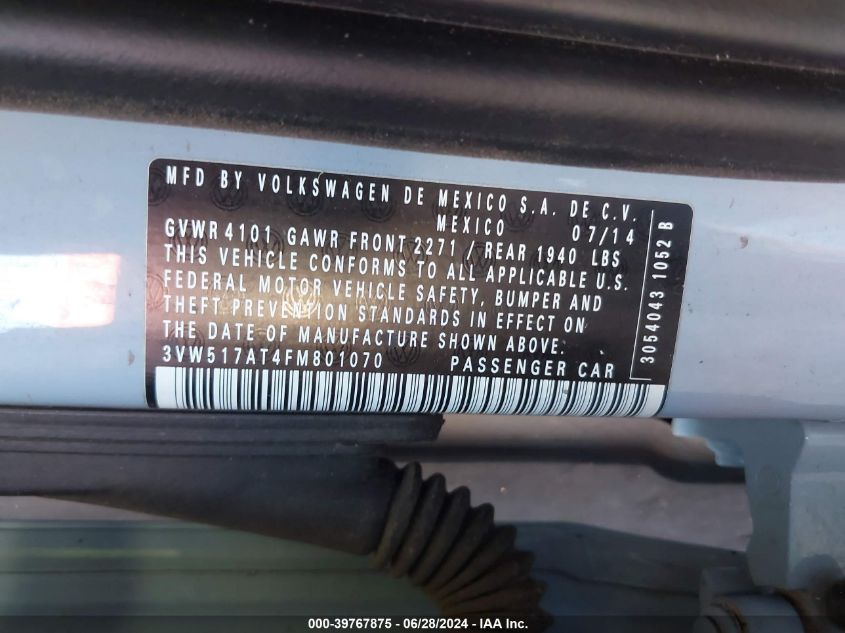 MFD BY VOLKSWAGEN DE MEXICO S.A. DE C.V.
MEXICO 07/14
GVWR 4101 GAWR FRONT 2271 / REAR 1940 LBS
THIS VEHICLE CONFORMS TO ALL APPLICABLE U.S.
FEDERAL MOTOR VEHICLE SAFETY, BUMPER AND
THEFT PREVENTION STANDARDS IN EFFECT ON
THE DATE OF MANUFACTURE SHOWN ABOVE.
3VW517AT4FM801070 PASSENGER CAR
3054043 1052 B
000-39767875 - 06/28/2024 - IAA Inc.